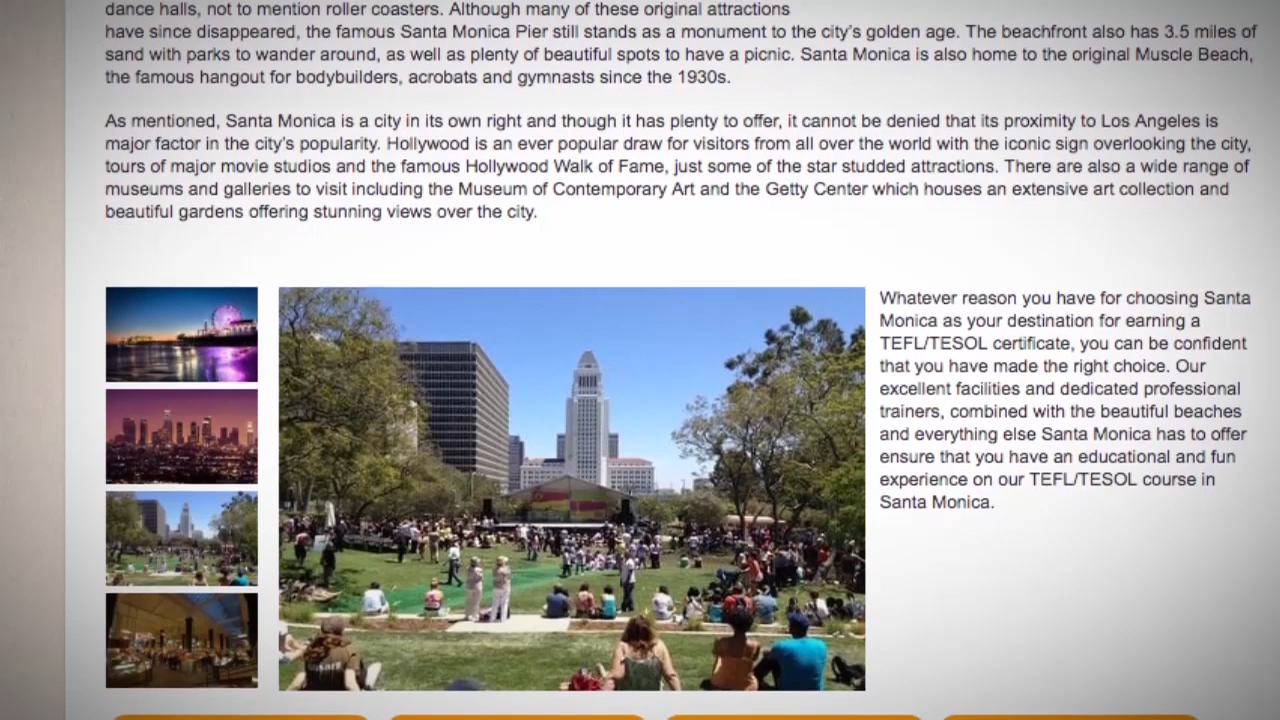 dance halls, not to mention roller coasters. Although many of these original attractions
have since disappeared, the famous Santa Monica Pier still stands as a monument to the city's golden age. The beachfront also has 3.5 miles of
sand with parks to wander around, as well as plenty of beautiful spots to have a picnic. Santa Monica is also home to the original Muscle Beach,
the famous hangout for bodybuilders, acrobats and gymnasts since the 1930s.
As mentioned, Santa Monica is a city in its own right and though it has plenty to offer, it cannot be denied that its proximity to Los Angeles is
major factor in the city's popularity. Hollywood is an ever popular draw for visitors from all over the world with the iconic sign overlooking the city,
tours of major movie studios and the famous Hollywood Walk of Fame, just some of the star studded attractions. There are also a wide range of
museums and galleries to visit including the Museum of Contemporary Art and the Getty Center which houses an extensive art collection and
beautiful gardens offering stunning views over the city.
Whatever reason you have for choosing Santa
Monica as your destination for earning a
TEFL/TESOL certificate, you can be confident
that you have made the right choice. Our
excellent facilities and dedicated professional
trainers, combined with the beautiful beaches
and everything else Santa Monica has to offer
ensure that you have an educational and fun
experience on our TEFL/TESOL course in
Santa Monica.